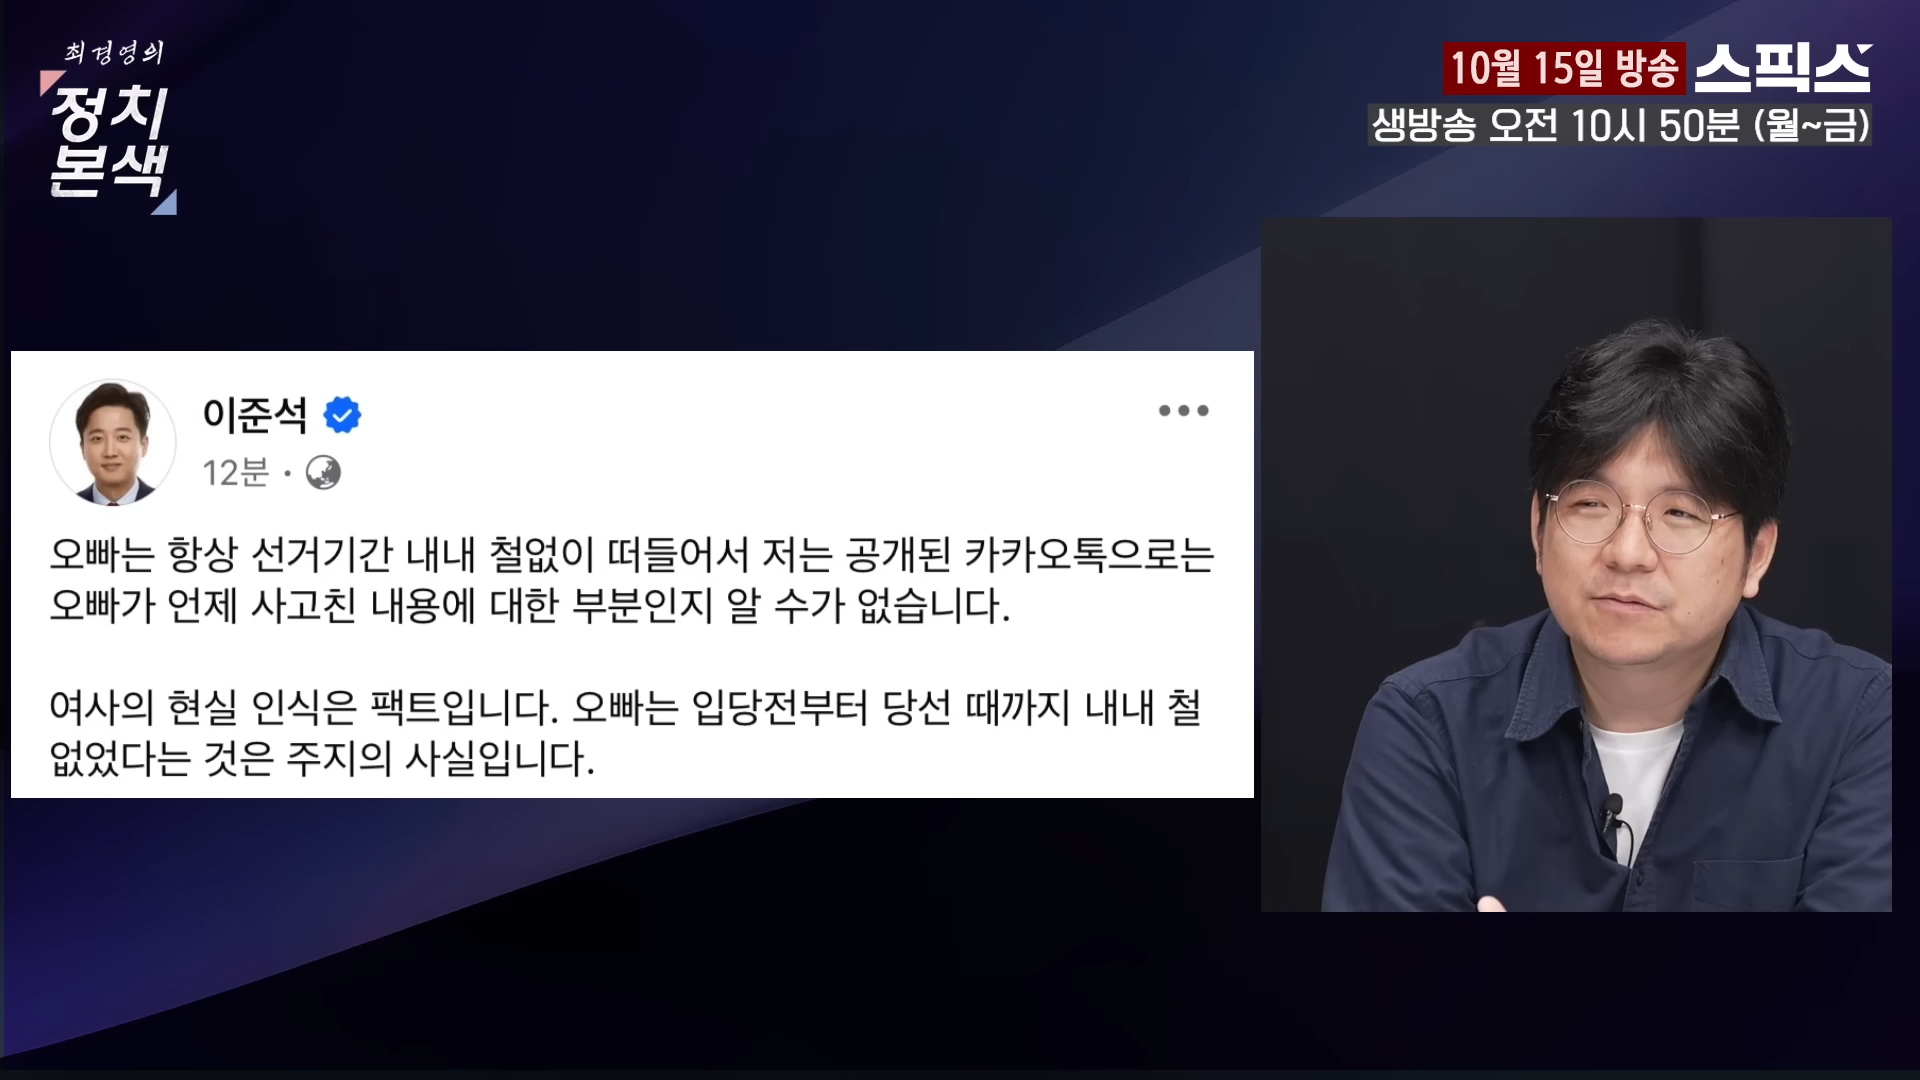 최경영의
정치
본색
10월 15일 방송 스픽스
생방송 오전 10시 50분 (월~금)
이준석
12분 ·
오빠는 항상 선거기간 내내 철없이 떠들어서 저는 공개된 카카오톡으로는
오빠가 언제 사고친 내용에 대한 부분인지 알 수가 없습니다.
여사의 현실 인식은 팩트입니다. 오빠는 입당전부터 당선 때까지 내내 철
없었다는 것은 주지의 사실입니다.